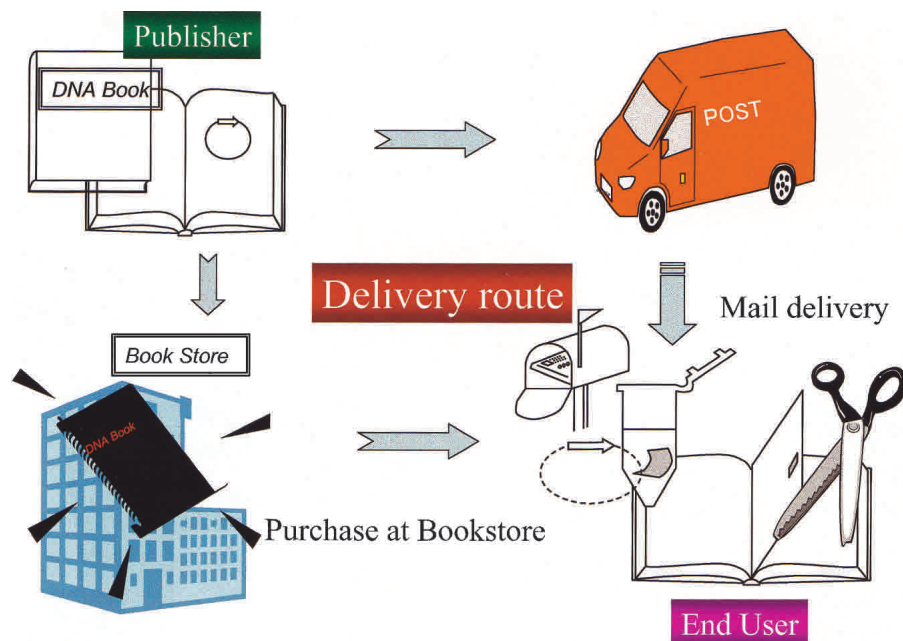 Publisher
DNA Book
POST
Delivery route
Mail delivery
Book Store
DNA Book
Purchase at Bookstore
End User